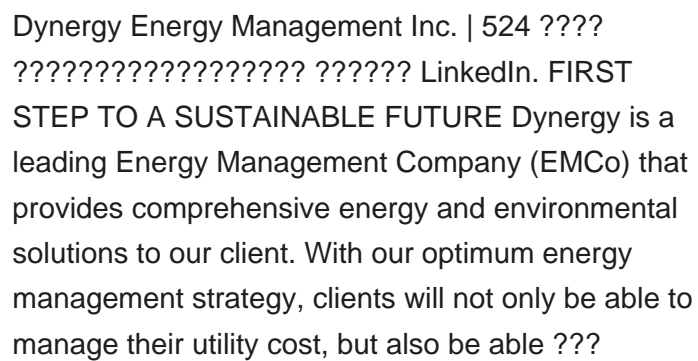 Dynergy Energy Management Inc. | 524 ????
?????????????????? ?????? LinkedIn. FIRST
STEP TO A SUSTAINABLE FUTURE Dynergy is a
leading Energy Management Company (EMCo) that
provides comprehensive energy and environmental
solutions to our client. With our optimum energy
management strategy, clients will not only be able to
manage their utility cost, but also be able ???